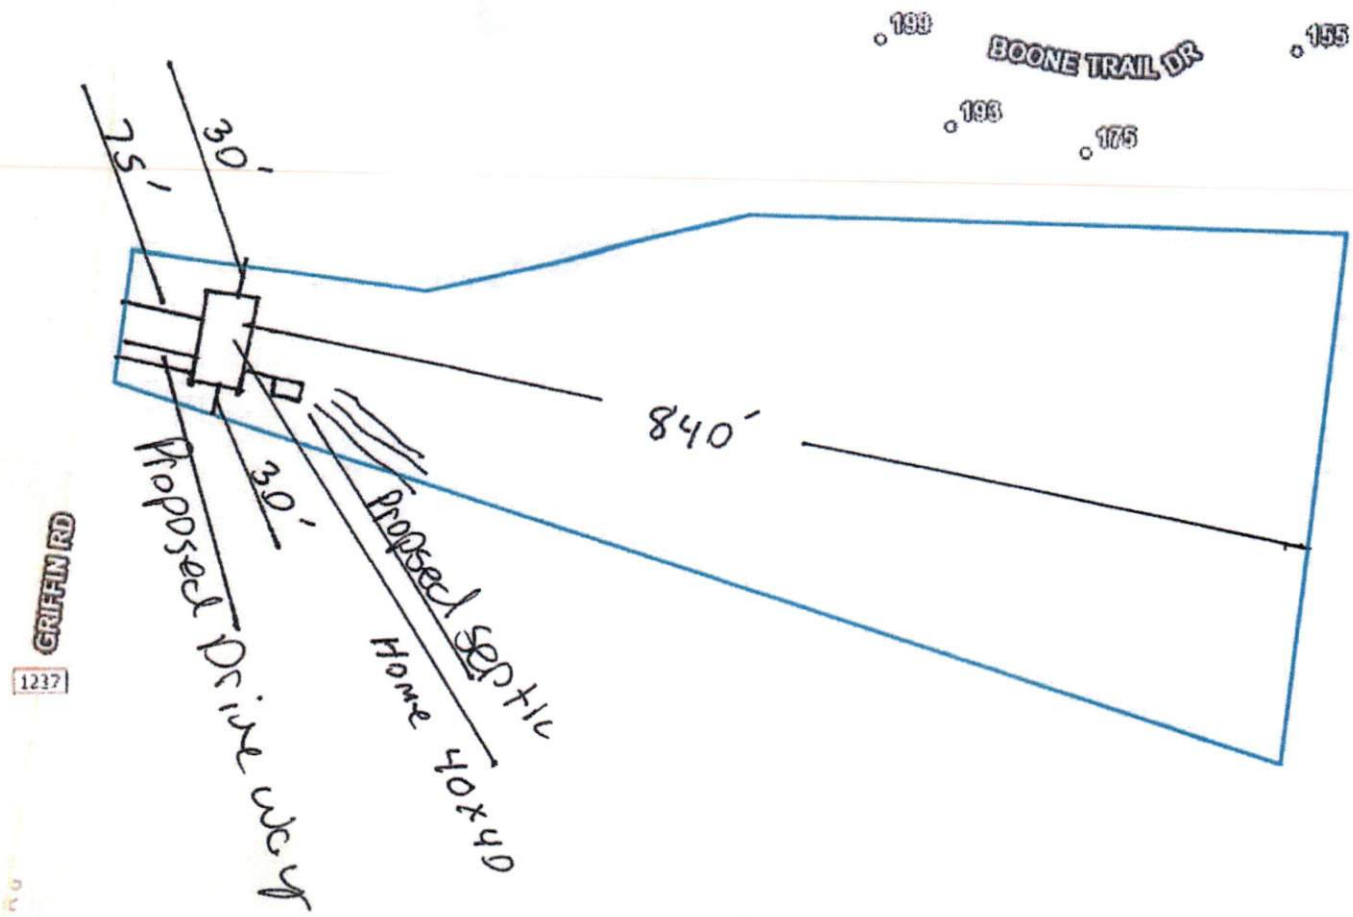 199
BOONE TRAIL DR
155
193
175
75'
30'
840'
30'
Proposed Drive way
Propsed septic
Home 40x40
GRIFFIN RD
1237